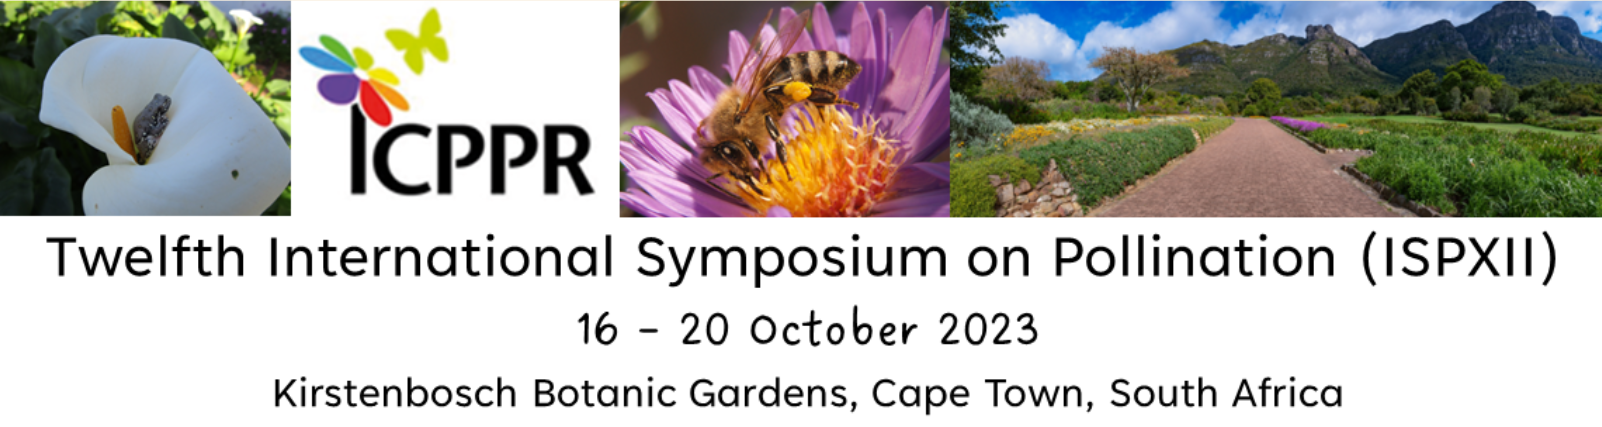 ICPPR
Twelfth International Symposium on Pollination (ISPXII)
16 - 20 October 2023
Kirstenbosch Botanic Gardens, Cape Town, South Africa